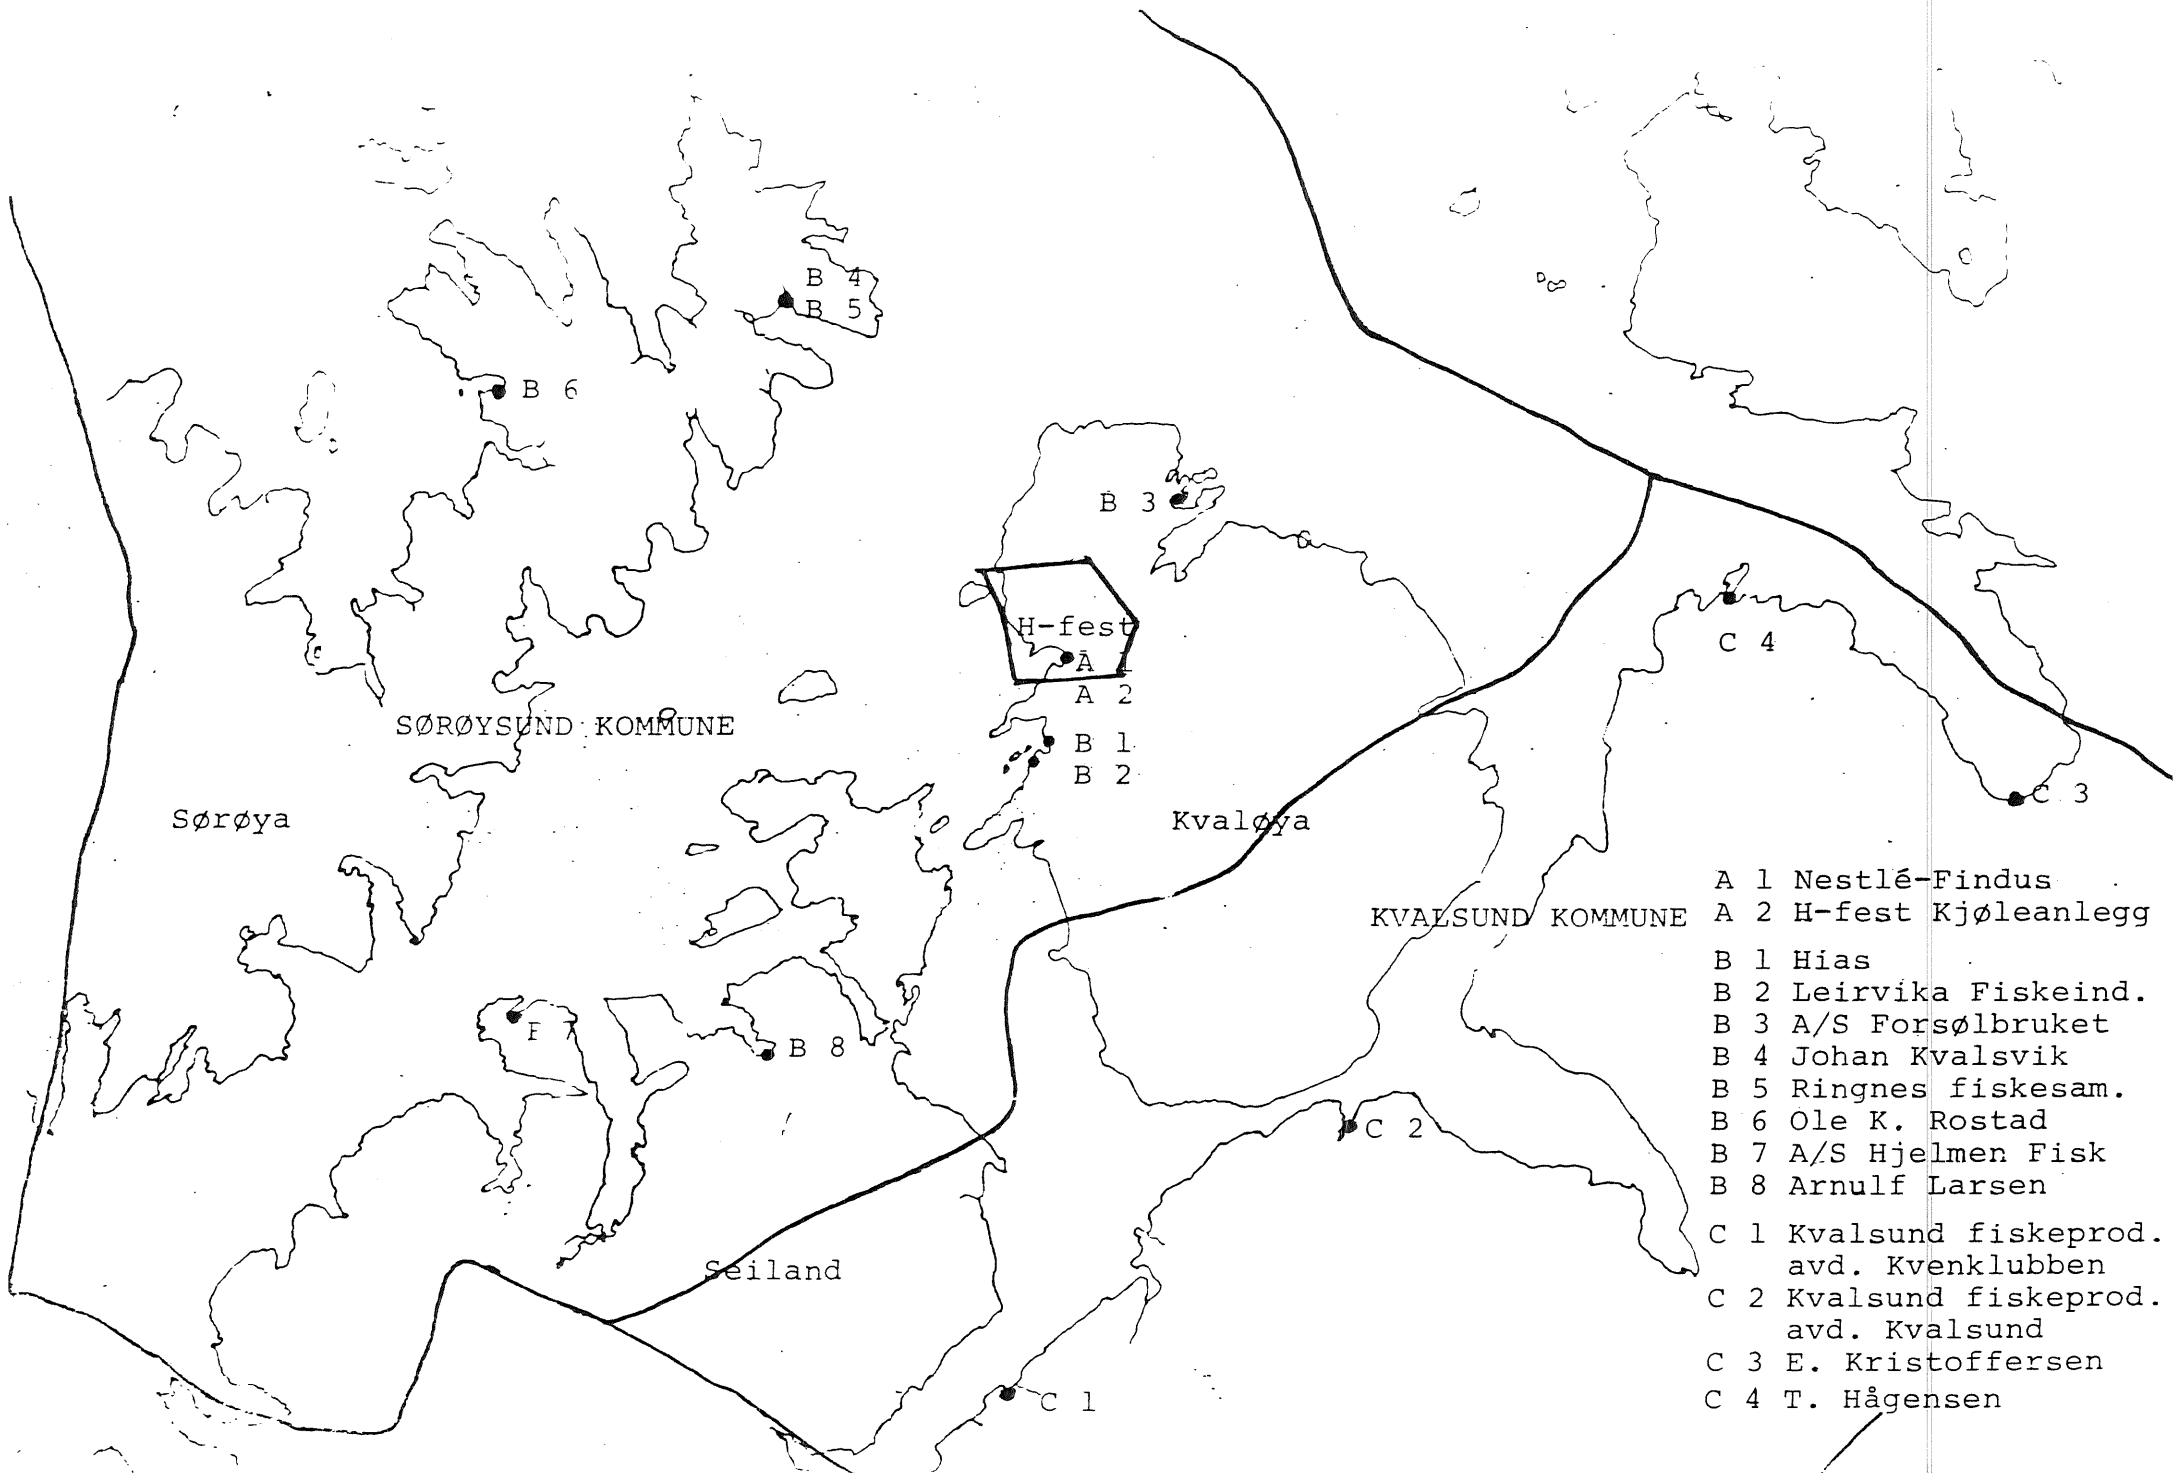 B 4
B 5
B 6
B 3
H-fest
A 1
A 2
C 4
SØRØYSUND KOMMUNE
B 1
B 2
C 3
Sørøya
Kvaløya
KVALSUND KOMMUNE
B 8
C 2
Seiland
C 1
A 1 Nestlé-Findus
A 2 H-fest Kjøleanlegg
B 1 Hias
B 2 Leirvika Fiskeind.
B 3 A/S Forsølbruket
B 4 Johan Kvalsvik
B 5 Ringnes fiskesam.
B 6 Ole K. Rostad
B 7 A/S Hjelmen Fisk
B 8 Arnulf Larsen
C 1 Kvalsund fiskeprod.
avd. Kvenklubben
C 2 Kvalsund fiskeprod.
avd. Kvalsund
C 3 E. Kristoffersen
C 4 T. Hågensen